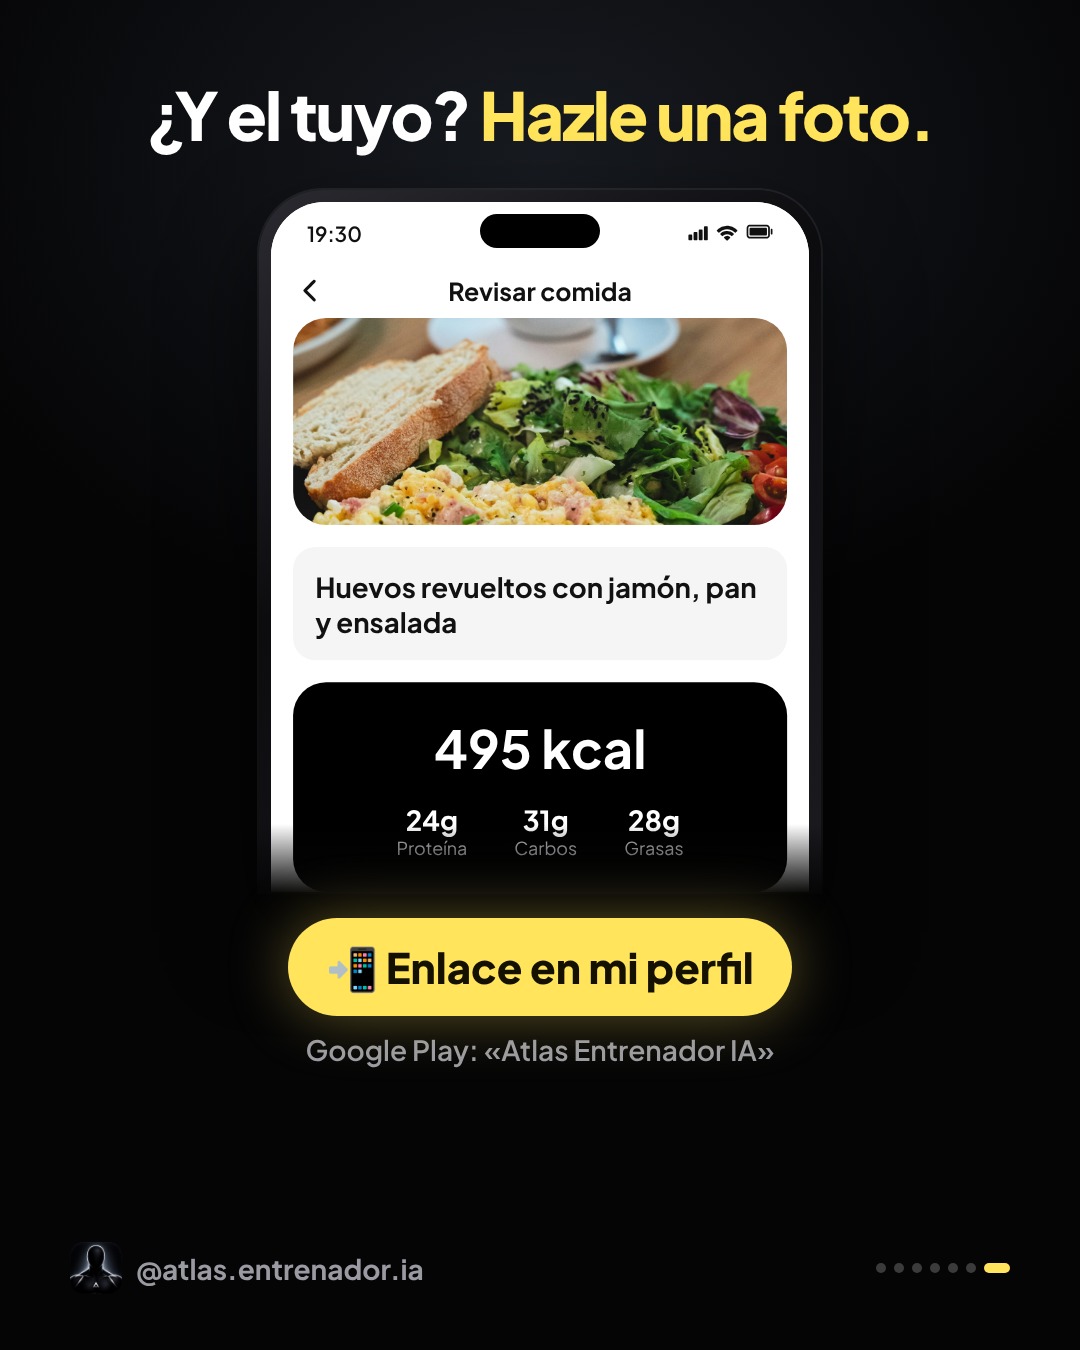 ¿Y el tuyo? Hazle una foto.
19:30
Revisar comida
Huevos revueltos con jamón, pan
y ensalada
495 kcal
24g 31g 28g
Proteína Carbos Grasas
📲 Enlace en mi perfil
Google Play: «Atlas Entrenador IA»
@atlas.entrenador.ia